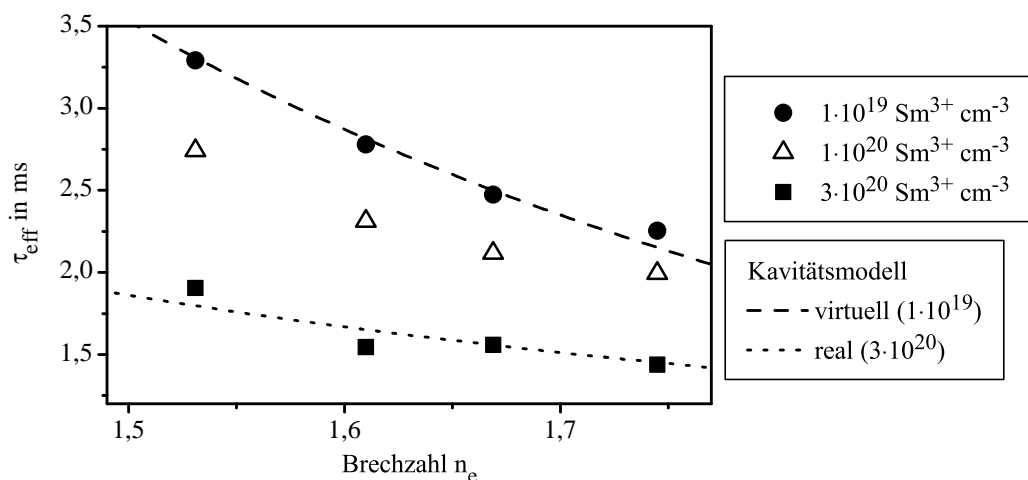 3,5
3,0
2,5
2,0
1,5
τeff in ms
1,5
1,6
1,7
Brechzahl ne
1·10¹⁹ Sm³⁺ cm⁻³
1·10²⁰ Sm³⁺ cm⁻³
3·10²⁰ Sm³⁺ cm⁻³
Kavitätsmodell
virtuell (1·10¹⁹)
real (3·10²⁰)